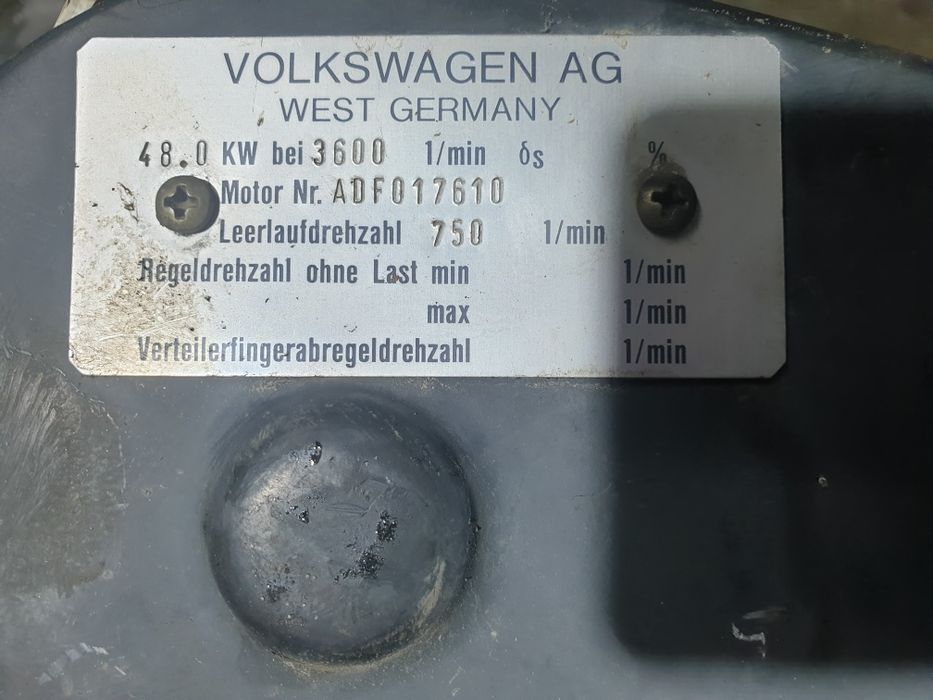 VOLKSWAGEN AG
WEST GERMANY
48.0 KW bei 3600 1/min δs %
Motor Nr. ADF017610
Leerlaufdrehzahl 750 1/min
Regeldrehzahl ohne Last min 1/min
max 1/min
Verteilerfingerabregeldrehzahl 1/min